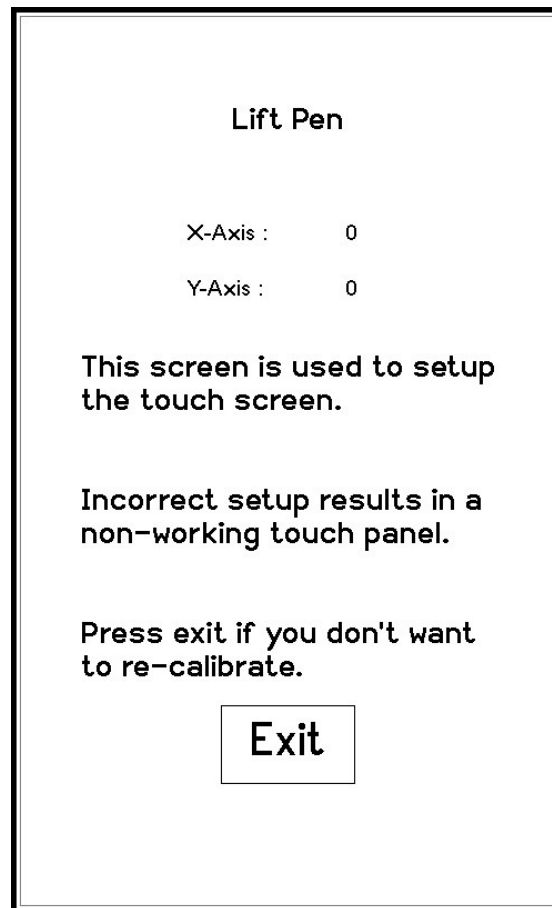 Lift Pen
X-Axis : 0
Y-Axis : 0
This screen is used to setup
the touch screen.
Incorrect setup results in a
non-working touch panel.
Press exit if you don't want
to re-calibrate.
Exit